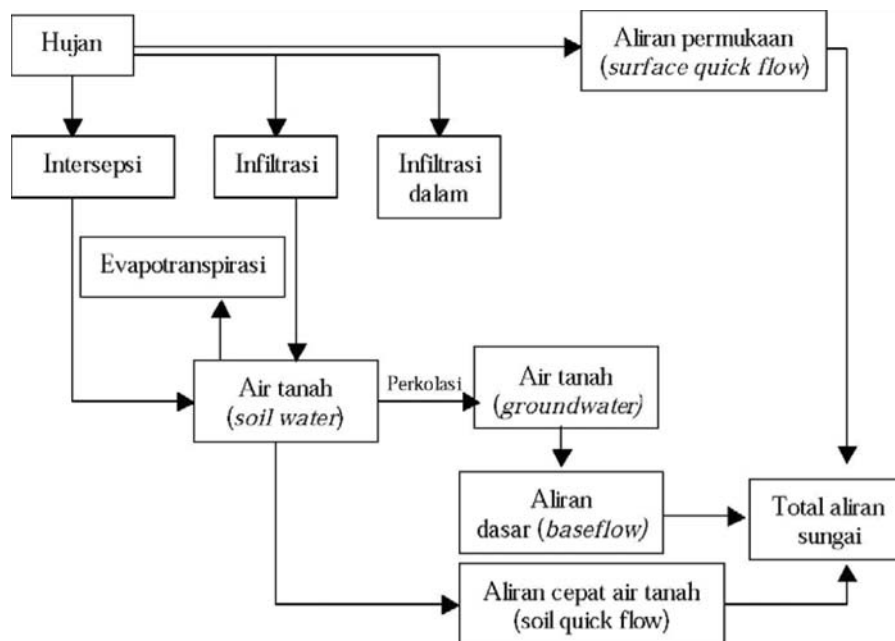 Hujan
Aliran permukaan
(surface quick flow)
Intersepsi
Infiltrasi
Infiltrasi
dalam
Evapotranspirasi
Air tanah
(soil water)
Perkolasi
Air tanah
(groundwater)
Aliran
dasar (baseflow)
Total aliran
sungai
Aliran cepat air tanah
(soil quick flow)